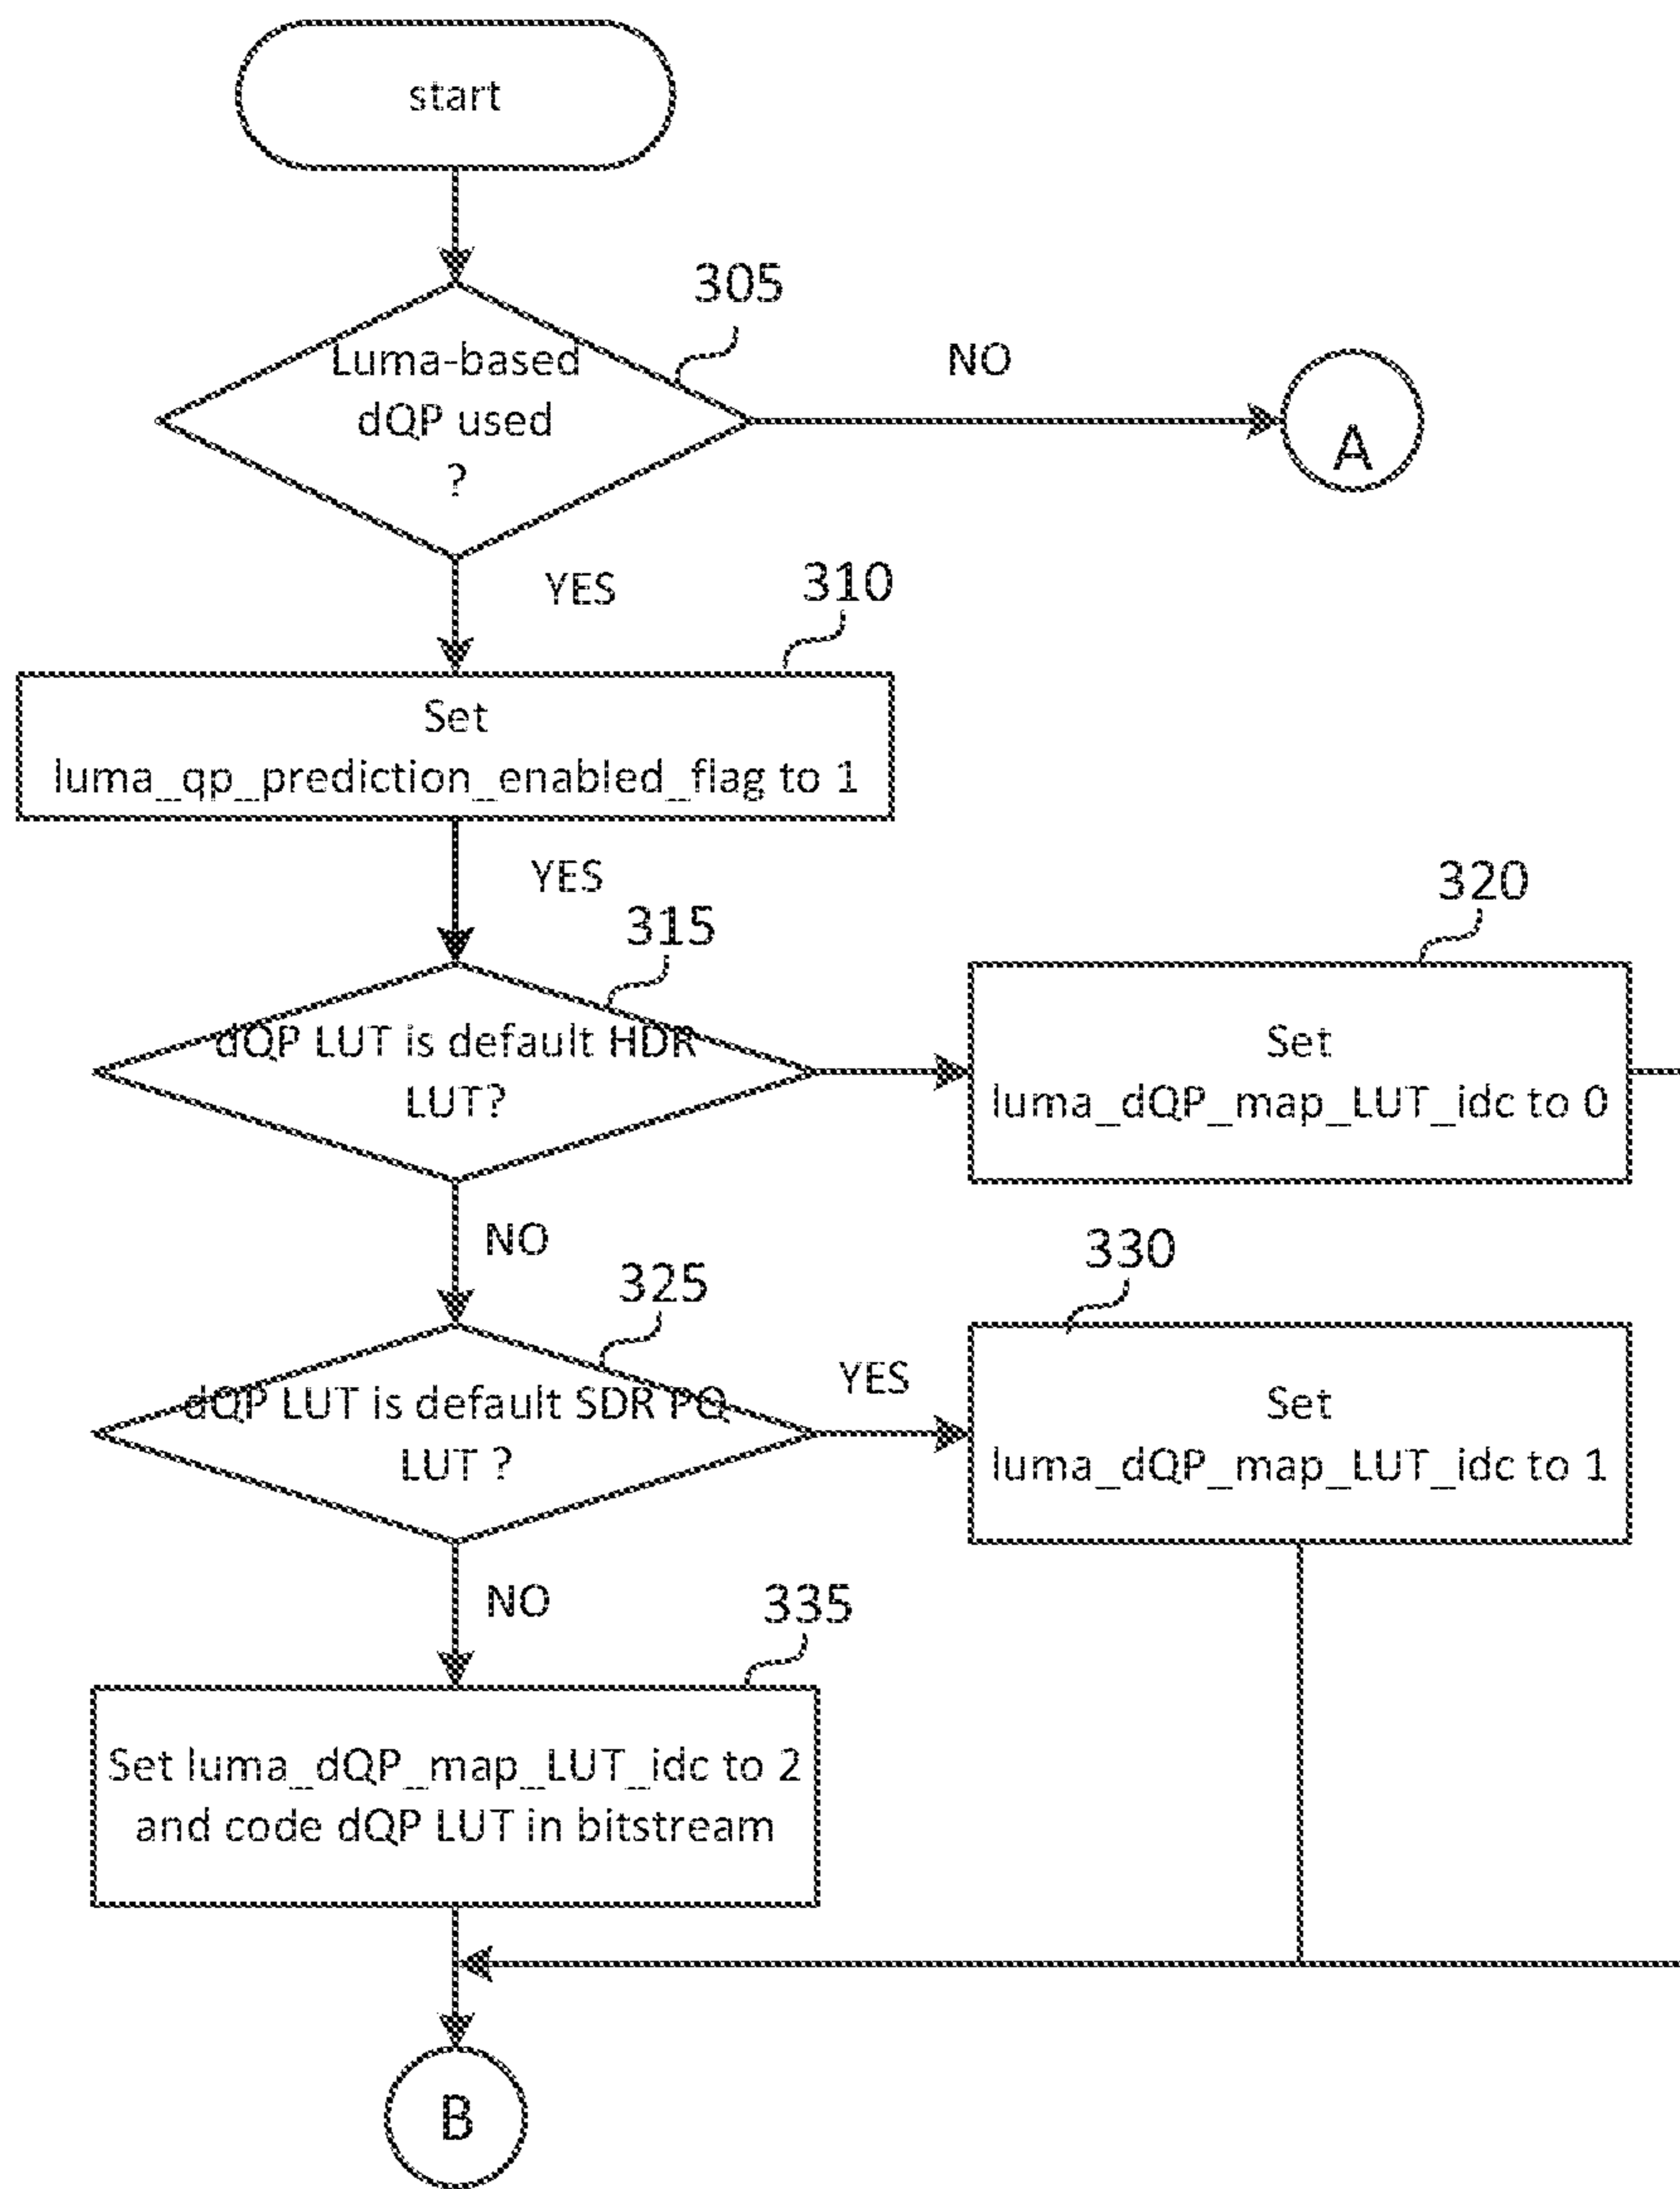 start
305
Luma-based
dQP used
?
NO
A
YES
310
Set
luma_qp_prediction_enabled_flag to 1
YES
315
320
dQP LUT is default HDR
LUT?
Set
luma_dQP_map_LUT_idc to 0
NO
325
330
YES
dQP LUT is default SDR PQ
LUT ?
Set
luma_dQP_map_LUT_idc to 1
NO
335
Set luma_dQP_map_LUT_idc to 2
and code dQP LUT in bitstream
B